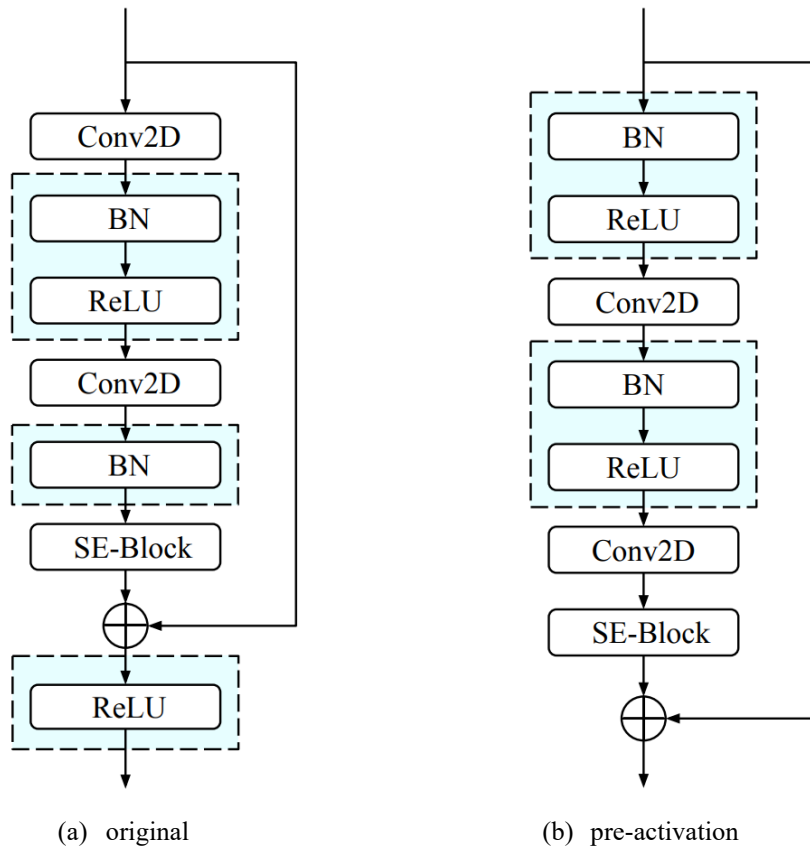 Conv2D
BN
ReLU
Conv2D
BN
SE-Block
ReLU
(a) original
BN
ReLU
Conv2D
BN
ReLU
Conv2D
SE-Block
(b) pre-activation